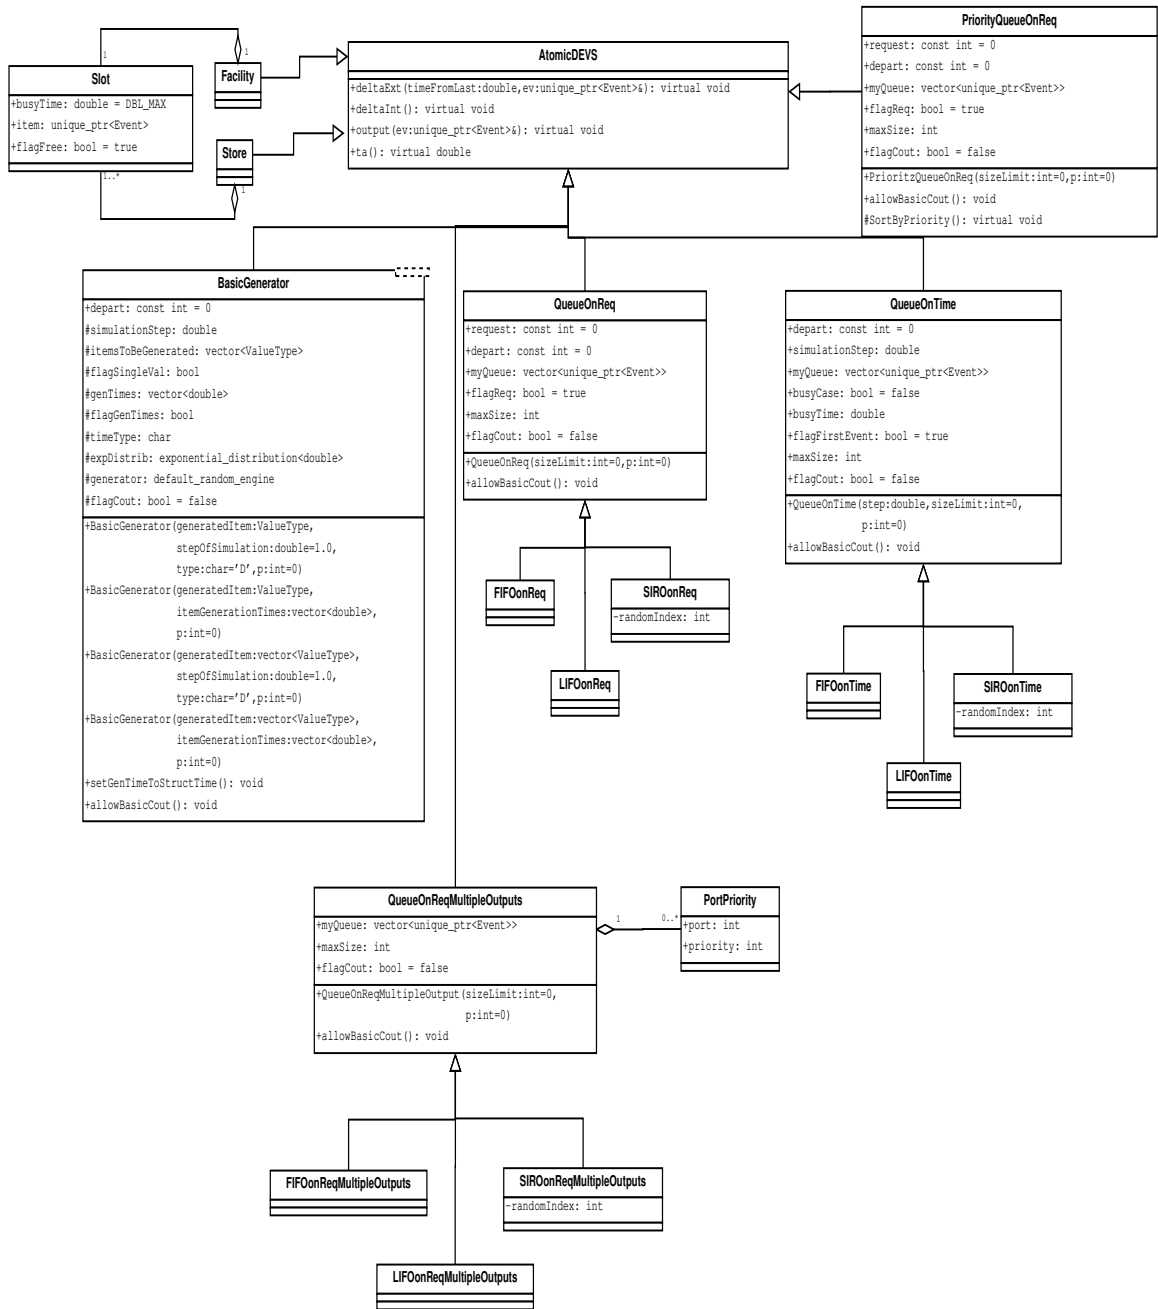 Slot
+busyTime: double = DBL_MAX
+item: unique_ptr<Event>
+flagFree: bool = true
1
1
Facility
1..*
1
Store
AtomicDEVS
+deltaExt(timeFromLast:double,ev:unique_ptr<Event>&): virtual void
+deltaInt(): virtual void
+output(ev:unique_ptr<Event>&): virtual void
+ta(): virtual double
PriorityQueueOnReq
+request: const int = 0
+depart: const int = 0
+myQueue: vector<unique_ptr<Event>>
+flagReq: bool = true
+maxSize: int
+flagCout: bool = false
+PrioritzQueueOnReq(sizeLimit:int=0,p:int=0)
+allowBasicCout(): void
#SortByPriority(): virtual void
BasicGenerator
+depart: const int = 0
#simulationStep: double
#itemsToBeGenerated: vector<ValueType>
#flagSingleVal: bool
#genTimes: vector<double>
#flagGenTimes: bool
#timeType: char
#expDistrib: exponential_distribution<double>
#generator: default_random_engine
#flagCout: bool = false
+BasicGenerator(generatedItem:ValueType,
stepOfSimulation:double=1.0,
type:char='D',p:int=0)
+BasicGenerator(generatedItem:ValueType,
itemGenerationTimes:vector<double>,
p:int=0)
+BasicGenerator(generatedItem:vector<ValueType>,
stepOfSimulation:double=1.0,
type:char='D',p:int=0)
+BasicGenerator(generatedItem:vector<ValueType>,
itemGenerationTimes:vector<double>,
p:int=0)
+setGenTimeToStructTime(): void
+allowBasicCout(): void
QueueOnReq
+request: const int = 0
+depart: const int = 0
+myQueue: vector<unique_ptr<Event>>
+flagReq: bool = true
+maxSize: int
+flagCout: bool = false
+QueueOnReq(sizeLimit:int=0,p:int=0)
+allowBasicCout(): void
QueueOnTime
+depart: const int = 0
+simulationStep: double
+myQueue: vector<unique_ptr<Event>>
+busyCase: bool = false
+busyTime: double
+flagFirstEvent: bool = true
+maxSize: int
+flagCout: bool = false
+QueueOnTime(step:double,sizeLimit:int=0,
p:int=0)
+allowBasicCout(): void
FIFOonReq
SIROonReq
-randomIndex: int
LIFOonReq
FIFOonTime
SIROonTime
-randomIndex: int
LIFOonTime
QueueOnReqMultipleOutputs
+myQueue: vector<unique_ptr<Event>>
+maxSize: int
+flagCout: bool = false
+QueueOnReqMultipleOutput(sizeLimit:int=0,
p:int=0)
+allowBasicCout(): void
1
0..*
PortPriority
+port: int
+priority: int
FIFOonReqMultipleOutputs
SIROonReqMultipleOutputs
-randomIndex: int
LIFOonReqMultipleOutputs